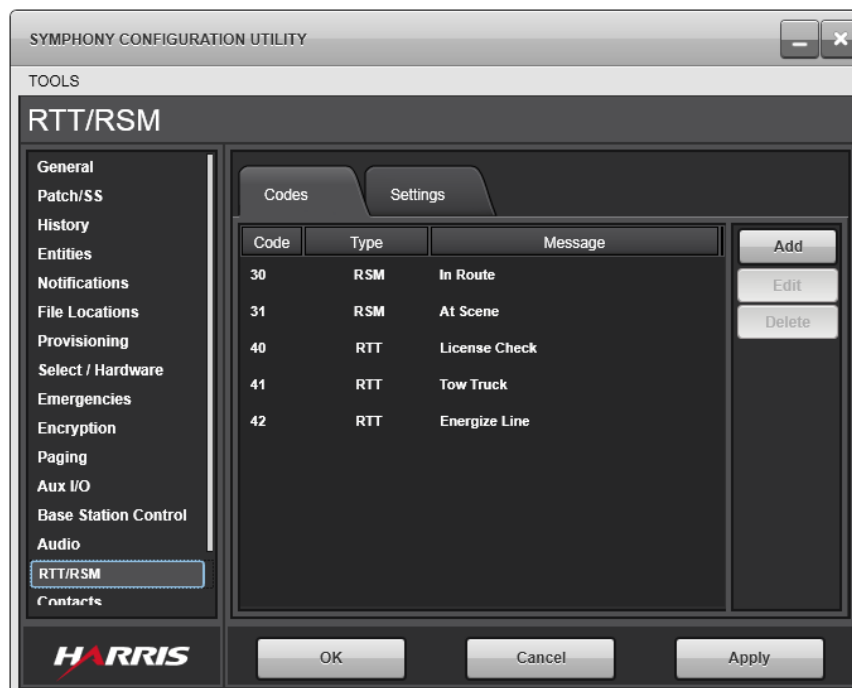 SYMPHONY CONFIGURATION UTILITY
TOOLS
RTT/RSM
General
Patch/SS
History
Entities
Notifications
File Locations
Provisioning
Select / Hardware
Emergencies
Encryption
Paging
Aux I/O
Base Station Control
Audio
RTT/RSM
Contacts
Codes Settings
Code Type Message
30 RSM In Route
31 RSM At Scene
40 RTT License Check
41 RTT Tow Truck
42 RTT Energize Line
Add
Edit
Delete
HARRIS
OK Cancel Apply